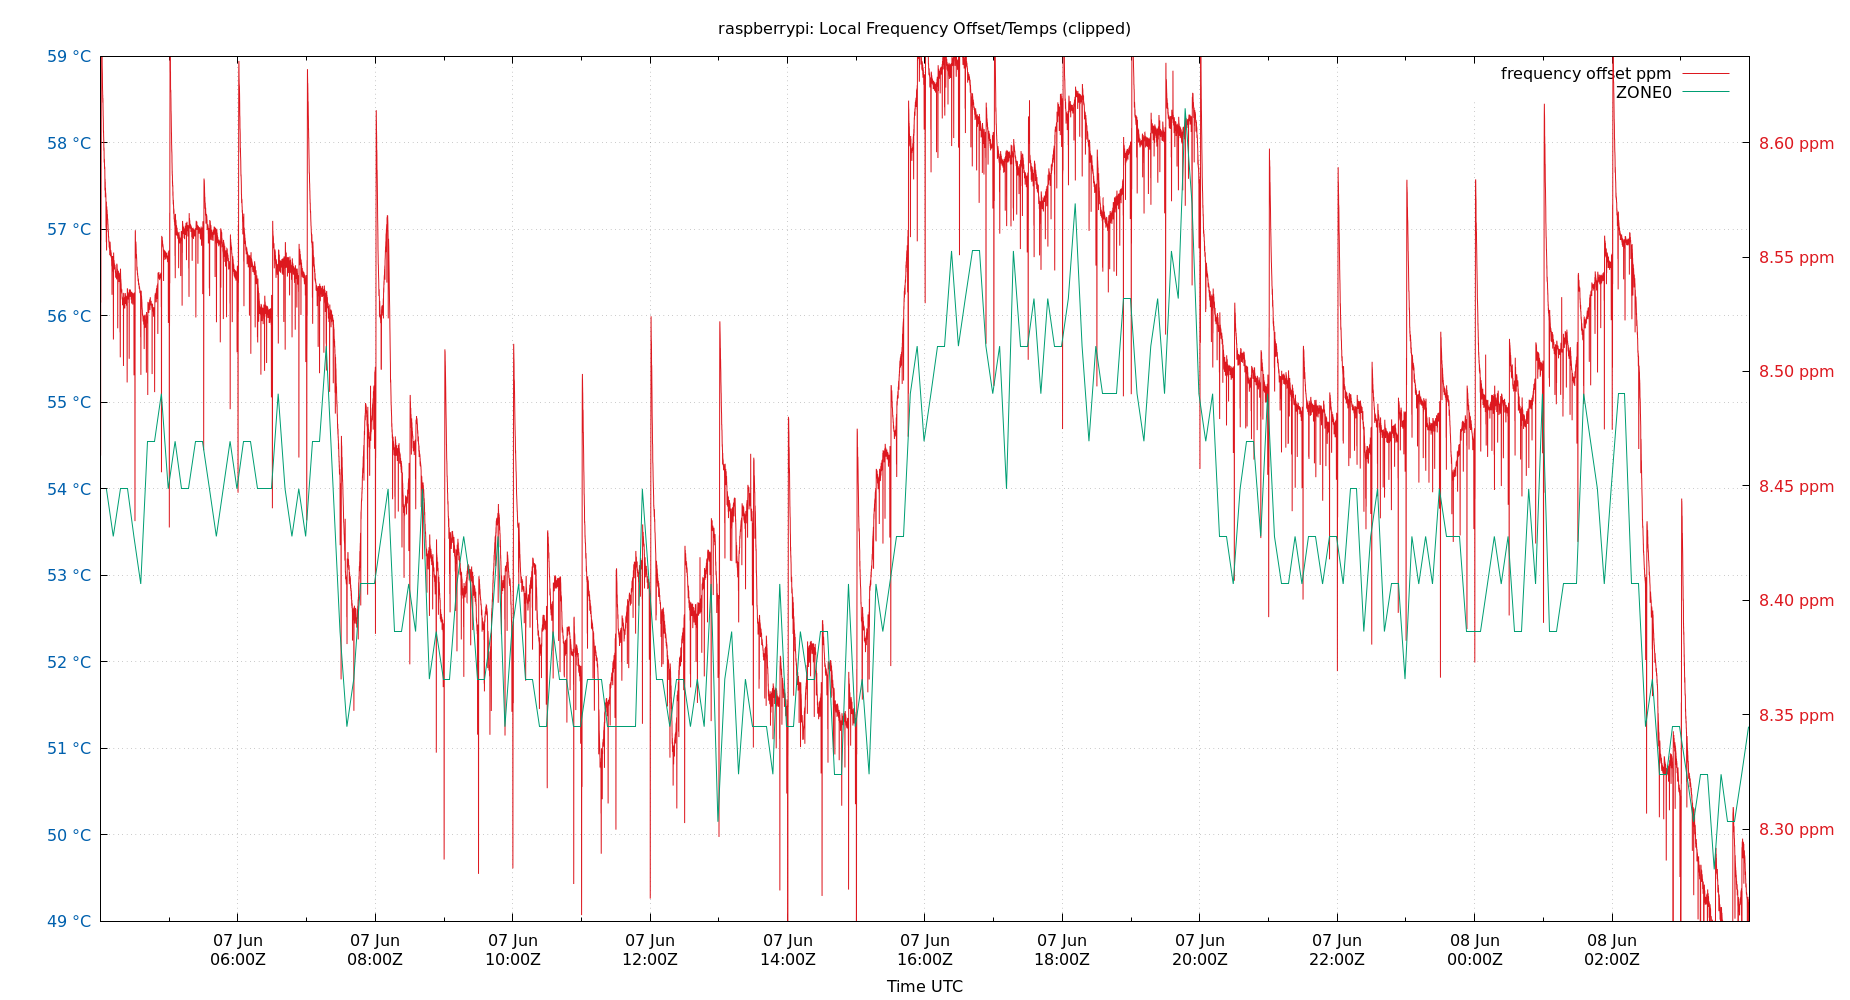 raspberrypi: Local Frequency Offset/Temps (clipped)
frequency offset ppm
ZONE0
59 °C
58 °C
57 °C
56 °C
55 °C
54 °C
53 °C
52 °C
51 °C
50 °C
49 °C
8.60 ppm
8.55 ppm
8.50 ppm
8.45 ppm
8.40 ppm
8.35 ppm
8.30 ppm
07 Jun 07 Jun 07 Jun 07 Jun 07 Jun 07 Jun 07 Jun 07 Jun 07 Jun 08 Jun 08 Jun
06:00Z 08:00Z 10:00Z 12:00Z 14:00Z 16:00Z 18:00Z 20:00Z 22:00Z 00:00Z 02:00Z
Time UTC